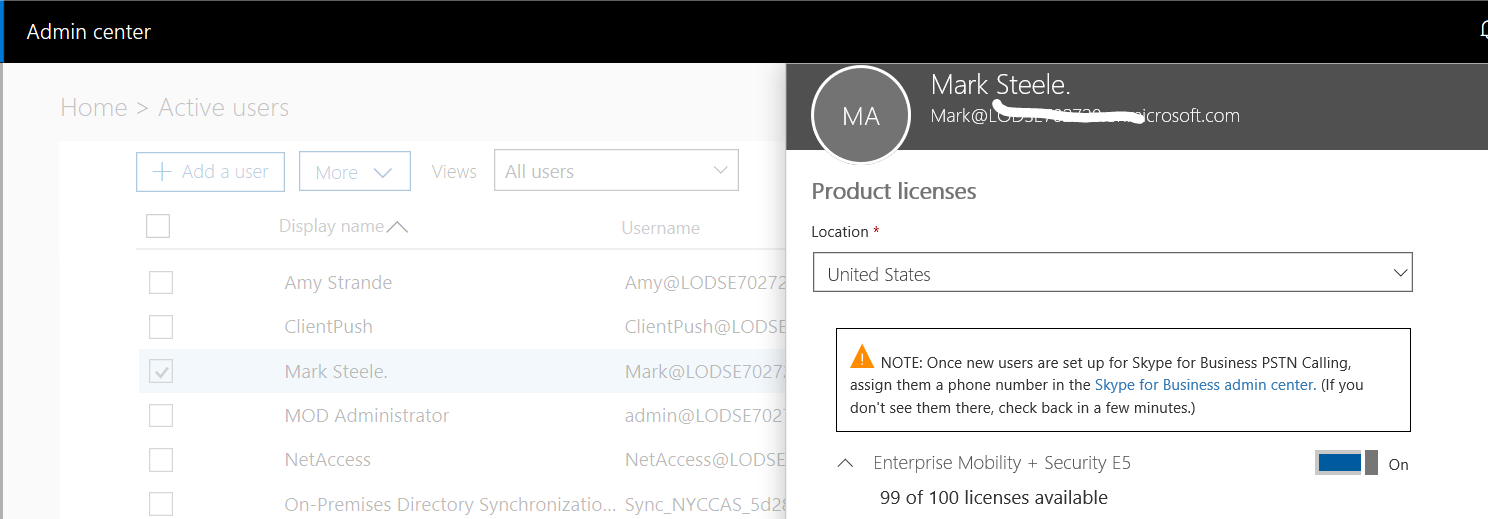 Admin center
Mark Steele.
MA
Mark@LODSE702720.onmicrosoft.com
Home > Active users
Product licenses
Add a user
More
Views
All users
Location *
Display name
Username
United States
Amy Strande
Amy@LODSE70272
ClientPush
ClientPush@LODSE
NOTE: Once new users are set up for Skype for Business PSTN Calling,
assign them a phone number in the Skype for Business admin center. (If you
don't see them there, check back in a few minutes.)
Mark Steele.
Mark@LODSE70272
MOD Administrator
admin@LODSE7027
NetAccess
NetAccess@LODSE
Enterprise Mobility + Security E5
On
99 of 100 licenses available
On-Premises Directory Synchronizatio...
Sync_NYCCAS_5d28